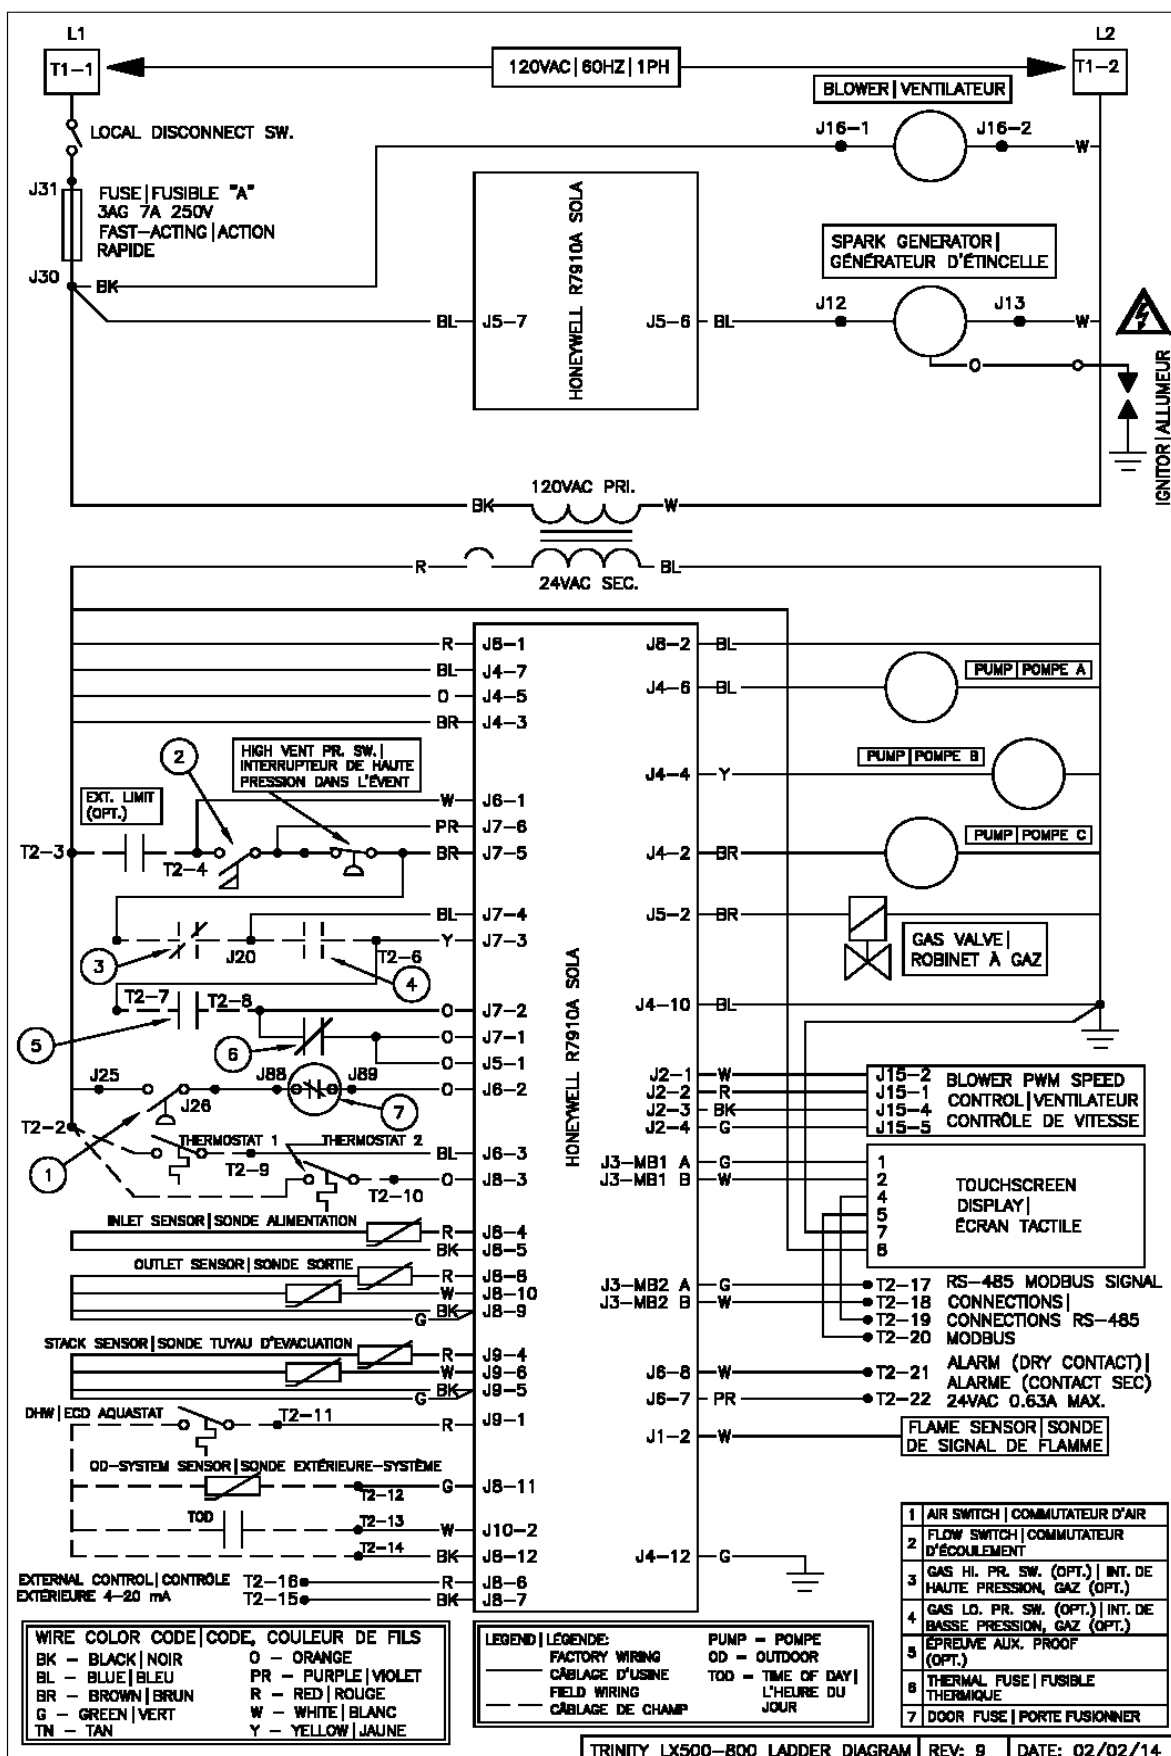 L1
L2
T1-1
120VAC|60HZ|1PH
T1-2
BLOWER|VENTILATEUR
LOCAL DISCONNECT SW.
J16-1
J16-2
W
J31
FUSE|FUSIBLE "A"
3AG 7A 250V
FAST-ACTING|ACTION
RAPIDE
HONEYWELL R7910A SOLA
SPARK GENERATOR|
GÉNÉRATEUR D'ÉTINCELLE
J30
BK
J12
J13
BL
J5-7
J5-6
BL
W
O
IGNITOR|ALLUMEUR
120VAC PRI.
BK
W
R
24VAC SEC.
BL
R
J8-1
J8-2
BL
BL
J4-7
J4-6
BL
PUMP|POMPE A
O
J4-5
BR
J4-3
2
HIGH VENT PR. SW.|
INTERRUPTEUR DE HAUTE
PRESSION DANS L'ÉVENT
PUMP|POMPE B
J4-4
Y
EXT. LIMIT
(OPT.)
W
J6-1
PR
J7-6
PUMP|POMPE C
T2-3
T2-4
BR
J7-5
J4-2
BR
BL
J7-4
J5-2
BR
GAS VALVE|
ROBINET À GAZ
3
J20
4
T2-6
Y
J7-3
HONEYWELL R7910A SOLA
T2-7
T2-8
O
J7-2
J4-10
BL
5
6
O
J7-1
O
J5-1
J25
J26
J88
J89
7
O
J6-2
J2-1
W
J15-2
J2-2
R
J15-1
J2-3
BK
J15-4
J2-4
G
J15-5
BLOWER PWM SPEED
CONTROL|VENTILATEUR
CONTRÔLE DE VITESSE
T2-2
1
THERMOSTAT 1
THERMOSTAT 2
T2-9
BL
J6-3
T2-10
O
J8-3
J3-MB1 A
G
1
J3-MB1 B
W
2
4
5
7
8
TOUCHSCREEN
DISPLAY|
ÉCRAN TACTILE
INLET SENSOR|SONDE ALIMENTATION
R
J8-4
BK
J8-5
OUTLET SENSOR|SONDE SORTIE
R
J8-8
W
J8-10
BK
J8-9
G
J3-MB2 A
G
T2-17
J3-MB2 B
W
T2-18
T2-19
T2-20
RS-485 MODBUS SIGNAL
CONNECTIONS|
CONNECTIONS RS-485
MODBUS
STACK SENSOR|SONDE TUYAU D'ÉVACUATION
R
J9-4
W
J9-6
BK
J9-5
G
J6-8
W
T2-21
J6-7
PR
T2-22
ALARM (DRY CONTACT)|
ALARME (CONTACT SEC)
24VAC 0.63A MAX.
DHW|ECD AQUASTAT
T2-11
R
J9-1
J1-2
W
FLAME SENSOR|SONDE
DE SIGNAL DE FLAMME
OD-SYSTEM SENSOR|SONDE EXTÉRIEURE-SYSTÈME
T2-12
G
J8-11
TOD
T2-13
W
J10-2
T2-14
BK
J8-12
J4-12
G
EXTERNAL CONTROL|CONTRÔLE
EXTÉRIEURE 4-20 mA
T2-16
R
J8-6
T2-15
BK
J8-7
1 AIR SWITCH|COMMUTATEUR D'AIR
2 FLOW SWITCH|COMMUTATEUR
D'ÉCOULEMENT
3 GAS HI. PR. SW. (OPT.)|INT. DE
HAUTE PRESSION, GAZ (OPT.)
4 GAS LO. PR. SW. (OPT.)|INT. DE
BASSE PRESSION, GAZ (OPT.)
5 ÉPREUVE AUX. PROOF
(OPT.)
6 THERMAL FUSE|FUSIBLE
THERMIQUE
7 DOOR FUSE|PORTE FUSIONNER
WIRE COLOR CODE|CODE, COULEUR DE FILS
BK - BLACK|NOIR
BL - BLUE|BLEU
BR - BROWN|BRUN
G - GREEN|VERT
TN - TAN
O - ORANGE
PR - PURPLE|VIOLET
R - RED|ROUGE
W - WHITE|BLANC
Y - YELLOW|JAUNE
LEGEND|LÉGENDE:
FACTORY WIRING
CÂBLAGE D'USINE
FIELD WIRING
CÂBLAGE DE CHAMP
PUMP - POMPE
OD - OUTDOOR
TOD - TIME OF DAY|
L'HEURE DU
JOUR
TRINITY LX500-800 LADDER DIAGRAM
REV: 9
DATE: 02/02/14